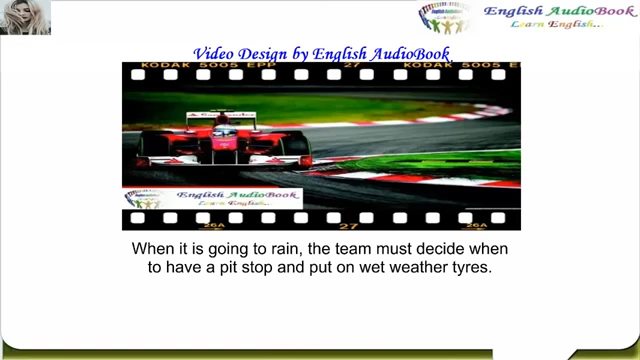 English AudioBook
Learn English...
Video Design by English AudioBook
KODAK 5005 EPP 27 KODAK 5005 E
Santander
English AudioBook
Learn English...
26A 27 26A
When it is going to rain, the team must decide when
to have a pit stop and put on wet weather tyres.